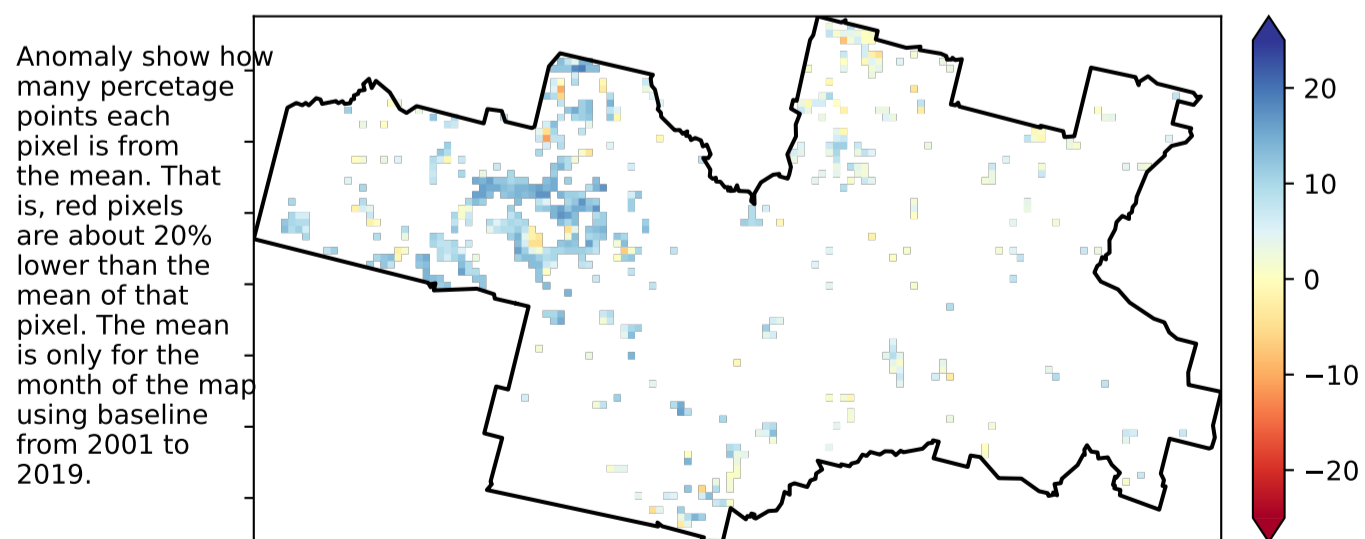 Anomaly show how
many percetage
points each
pixel is from
the mean. That
is, red pixels
are about 20%
lower than the
mean of that
pixel. The mean
is only for the
month of the map
using baseline
from 2001 to
2019.
20
10
0
−10
−20